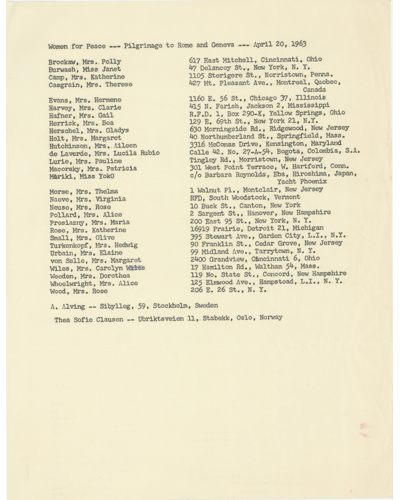 Women for Peace --- Pilgrimage to Rome and Geneva --- April 20, 1963
Brockaw, Mrs. Polly 617 East Mitchell, Cincinnati, Ohio
Burwash, Miss Janet 47 Delancey St., New York, N. Y.
Camp, Mrs. Katherine 1105 Sterigere St., Norristown, Penna.
Casgrain, Mrs. Therese 427 Mt. Pleasant Ave., Montreal, Quebec,
Canada
Evans, Mrs. Hermene 1160 E. 56 St., Chicago 37, Illinois
Harvey, Mrs. Clarie 415 N. Farish, Jackson 2, Mississippi
Hafner, Mrs. Gail R.F.D. 1, Box 290-X, Yellow Springs, Ohio
Herrick, Mrs. Bea 129 E. 69th St., New York 21, N.Y.
Herschel, Mrs. Gladys 630 Morningside Rd., Ridgewood, New Jersey
Holt, Mrs. Margaret 40 Northumberland St., Springfield, Mass.
Hutchinson, Mrs. Aileen 3316 McComas Drive, Kensington, Maryland
de Laverde, Mrs. Lucila Rubio Calle 42, No. 27-A-54, Bogota, Colombia, S.A.
Lurie, Mrs. Pauline Tingley Rd., Morristown, New Jersey
Macorsky, Mrs. Patricia 301 West Point Terrace, W. Hartford, Conn.
Miss c/o Barbara Reynolds, Eba, Hiroshima, Japan,
Yacht Phoenix
Morse, Mrs. Thelma 1 Walnut Pl., Montclair, New Jersey
Naeve, Mrs. Virginia RFD, South Woodstock, Vermont
Neuse, Mrs. Rose 10 Buck St., Canton, New York
Pollard, Mrs. Alice 2 Sargent St., Hanover, New Hampshire
Prosianny, Mrs. Maria 200 East 95 St., New York, N. Y.
Rose, Mrs. Katherine 16919 Prairie, Detroit 21, Michigan
Small, Mrs. Olive 395 Stewart Ave., Garden City, L.I., N.Y.
Turkenkopf, Mrs. Hedwig 90 Franklin St., Cedar Grove, New Jersey
Urbain, Mrs. Elaine 99 Midland Ave., Tarrytown, N. Y.
von Selle, Mrs. Margaret 2400 Grandview, Cincinnati 6, Ohio
Wiles, Mrs. Carolyn 17 Hamilton Rd., Waltham 54, Mass.
Weeden, Mrs. Dorothea 119 No. State St., Concord, New Hampshire
Wheelwright, Mrs. Alice 125 Elmwood Ave., Hampstead, L.I., N. Y.
Wood, Mrs. Rose 206 E. 26 St., N. Y.
A. Alving -- Sibylleg, 59, Stockholm, Sweden
Thea Sofie Clausen -- Ubriktsveien 11, Stabekk, Oslo, Norway